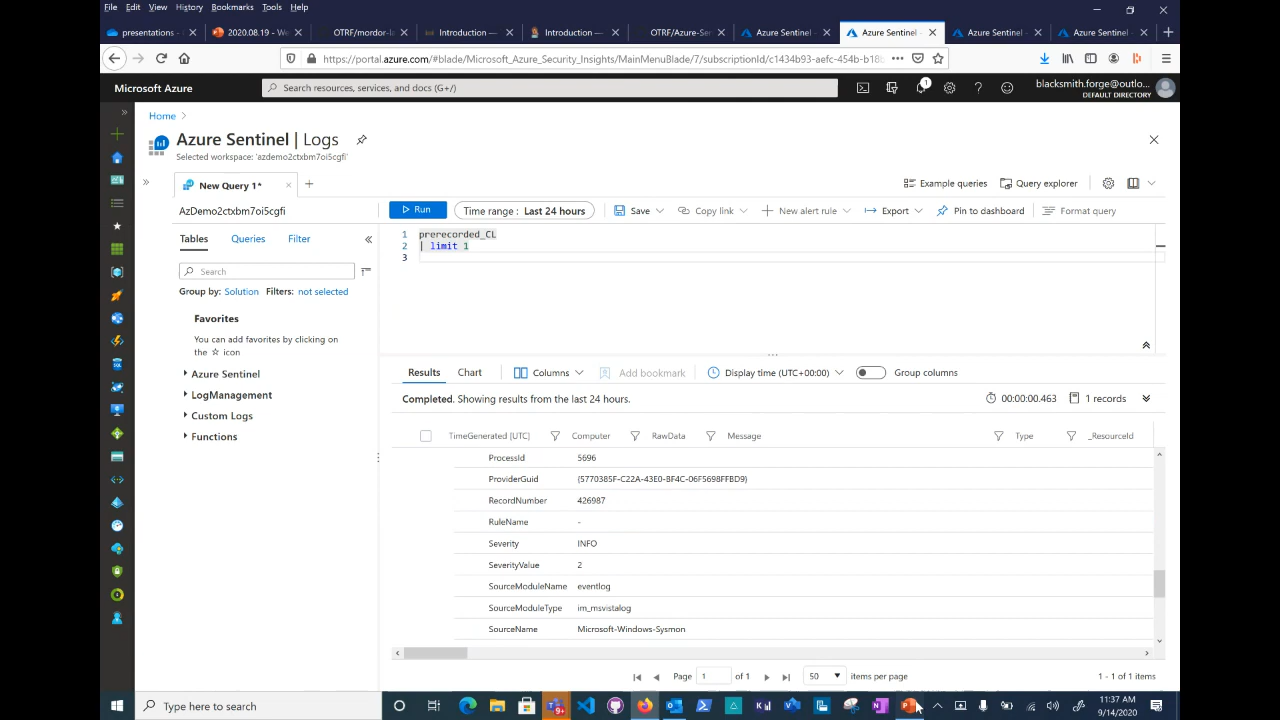 File Edit View History Bookmarks Tools Help
presentations - 2020.08.19 - W OTRF/mordor-la Introduction — Introduction — OTRF/Azure-Se Azure Sentinel - Azure Sentinel - Azure Sentinel - Azure Sentinel -
https://portal.azure.com/#blade/Microsoft_Azure_Security_Insights/MainMenuBlade/7/subscriptionId/c1434b93-aefc-454b-b18
Microsoft Azure Search resources, services, and docs (G+/) 1 blacksmith.forge@outlo...
DEFAULT DIRECTORY
Home >
Azure Sentinel | Logs
Selected workspace: 'azdemo2ctxbm7oi5cgfi'
New Query 1* Example queries Query explorer
AzDemo2ctxbm7oi5cgfi Run Time range : Last 24 hours Save Copy link New alert rule Export Pin to dashboard Format query
Tables Queries Filter
Search
Group by: Solution Filters: not selected
Favorites
You can add favorites by clicking on
the ☆ icon
Azure Sentinel
LogManagement
Custom Logs
Functions
1 prerecorded_CL
2 | limit 1
3
Results Chart Columns Add bookmark Display time (UTC+00:00) Group columns
Completed. Showing results from the last 24 hours. 00:00:00.463 1 records
TimeGenerated [UTC] Computer RawData Message Type _ResourceId
ProcessId 5696
ProviderGuid {5770385F-C22A-43E0-BF4C-06F5698FFBD9}
RecordNumber 426987
RuleName -
Severity INFO
SeverityValue 2
SourceModuleName eventlog
SourceModuleType im_msvistalog
SourceName Microsoft-Windows-Sysmon
Page 1 of 1 50 items per page 1 - 1 of 1 items
Type here to search 9+ 11:37 AM
9/14/2020